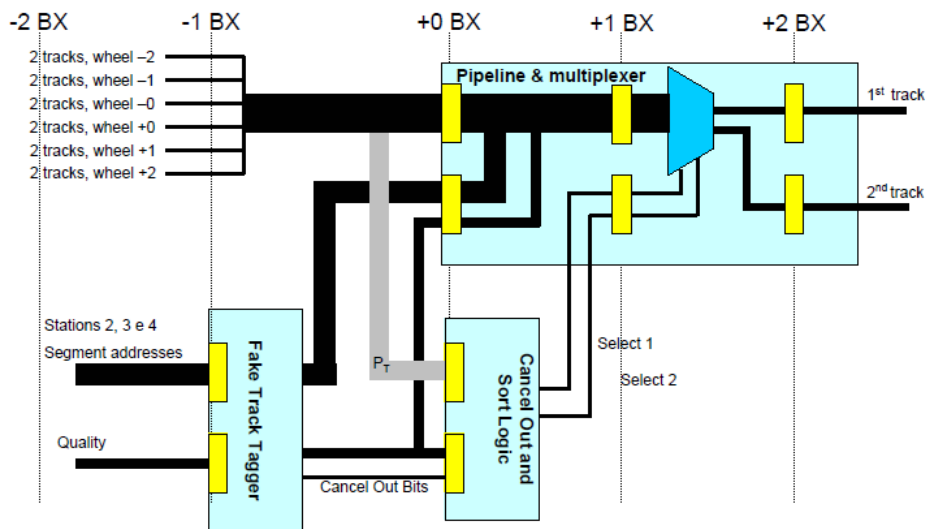 -2 BX
-1 BX
+0 BX
+1 BX
+2 BX
2 tracks, wheel –2
2 tracks, wheel –1
2 tracks, wheel –0
2 tracks, wheel +0
2 tracks, wheel +1
2 tracks, wheel +2
Pipeline & multiplexer
1st track
2nd track
Stations 2, 3 e 4
Segment addresses
Quality
Fake Track Tagger
PT
Cancel Out Bits
Cancel Out and
Sort Logic
Select 1
Select 2